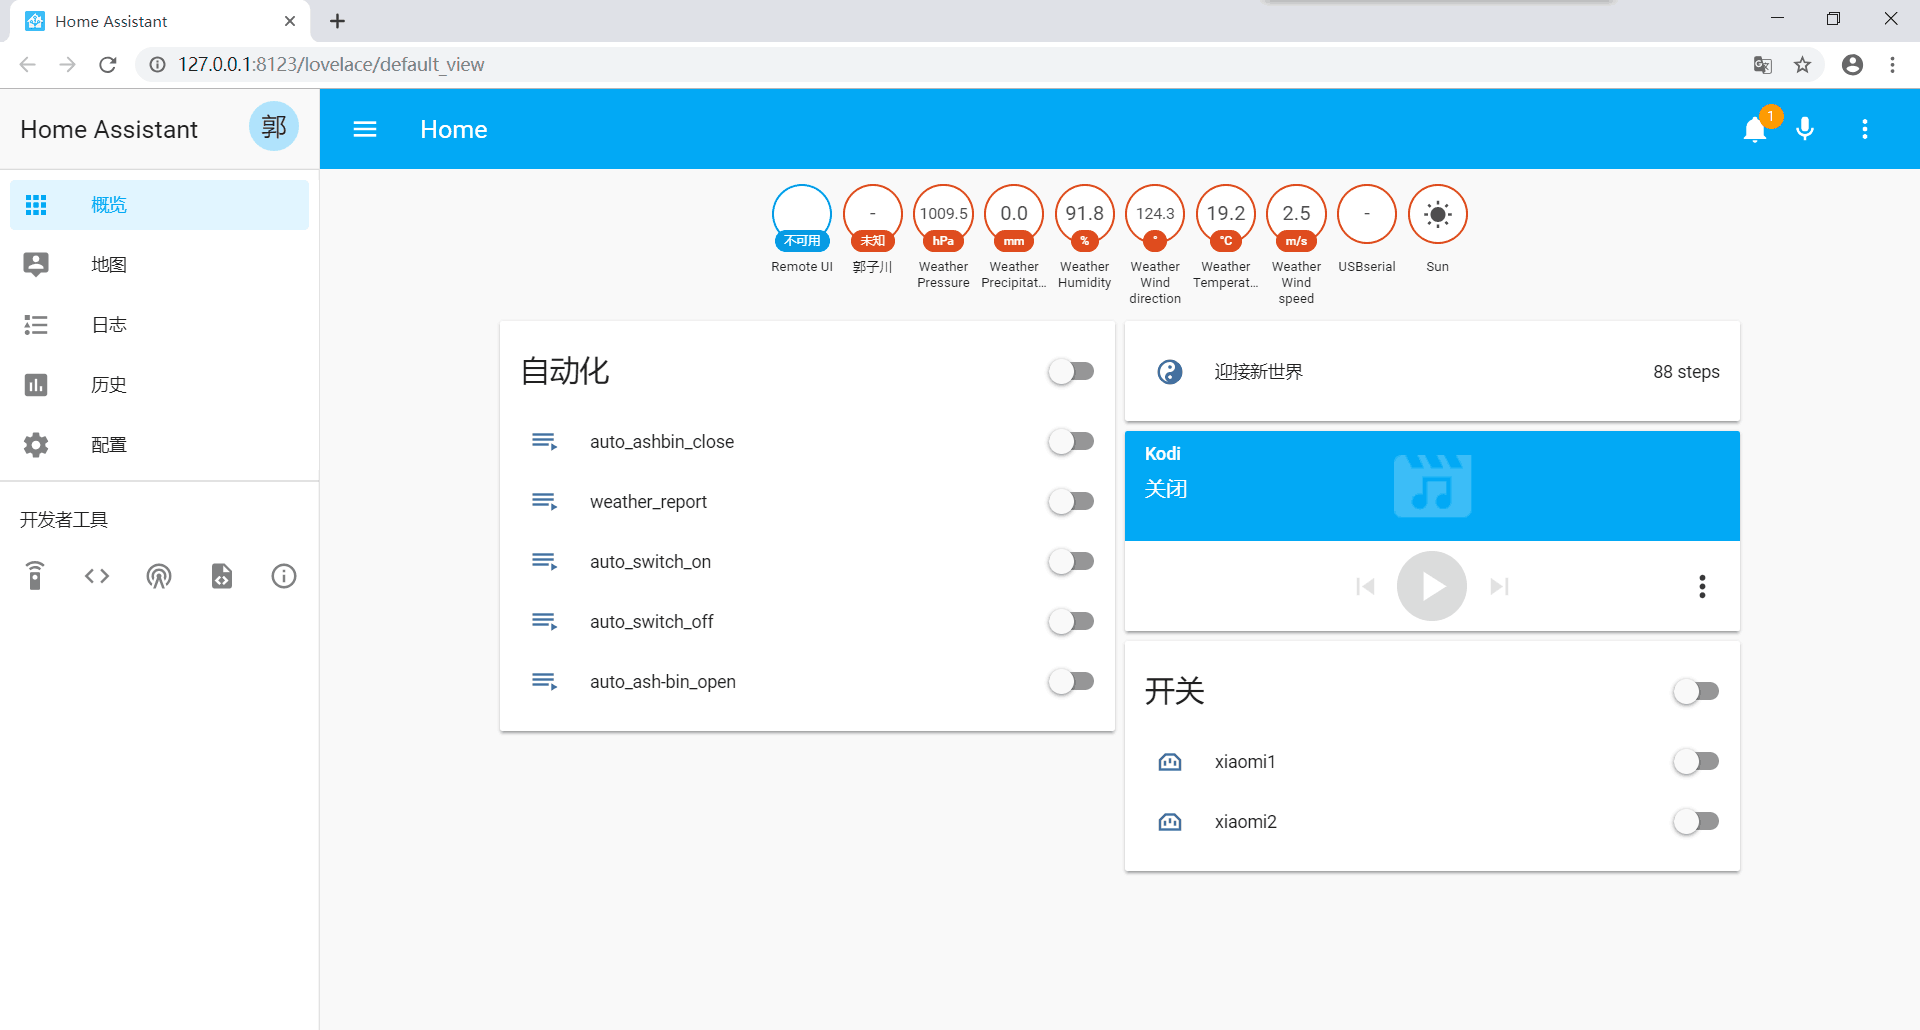 Home Assistant
127.0.0.1:8123/lovelace/default_view
Home Assistant
郭
Home
1
概览
地图
日志
历史
配置
开发者工具
不可用
Remote UI
-
未知
郭子川
1009.5
hPa
Weather
Pressure
0.0
mm
Weather
Precipitat...
91.8
%
Weather
Humidity
124.3
°
Weather
Wind
direction
19.2
°C
Weather
Temperat...
2.5
m/s
Weather
Wind
speed
-
USBserial
Sun
自动化
auto_ashbin_close
weather_report
auto_switch_on
auto_switch_off
auto_ash-bin_open
迎接新世界
88 steps
Kodi
关闭
开关
xiaomi1
xiaomi2